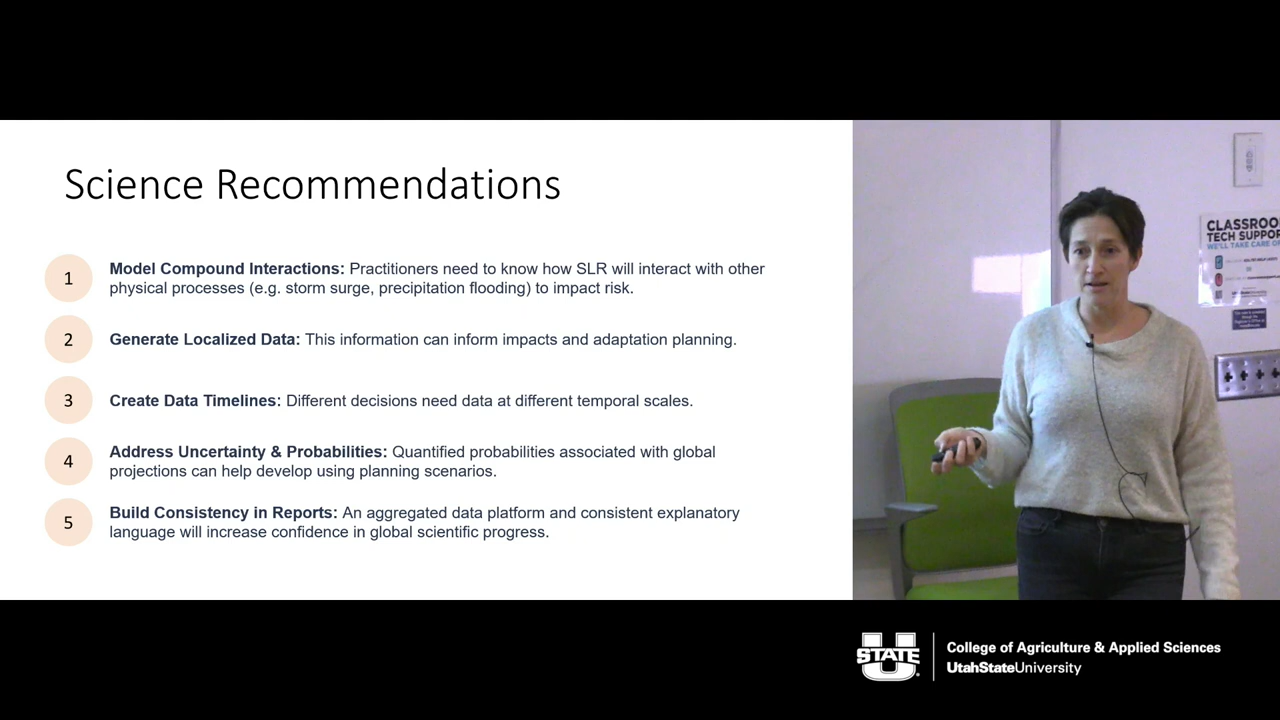 Science Recommendations
1
Model Compound Interactions: Practitioners need to know how SLR will interact with other
physical processes (e.g. storm surge, precipitation flooding) to impact risk.
2
Generate Localized Data: This information can inform impacts and adaptation planning.
3
Create Data Timelines: Different decisions need data at different temporal scales.
4
Address Uncertainty & Probabilities: Quantified probabilities associated with global
projections can help develop using planning scenarios.
5
Build Consistency in Reports: An aggregated data platform and consistent explanatory
language will increase confidence in global scientific progress.
CLASSROO
TECH SUPPOR
WE'LL TAKE CARE OF
U STATE
College of Agriculture & Applied Sciences
UtahStateUniversity